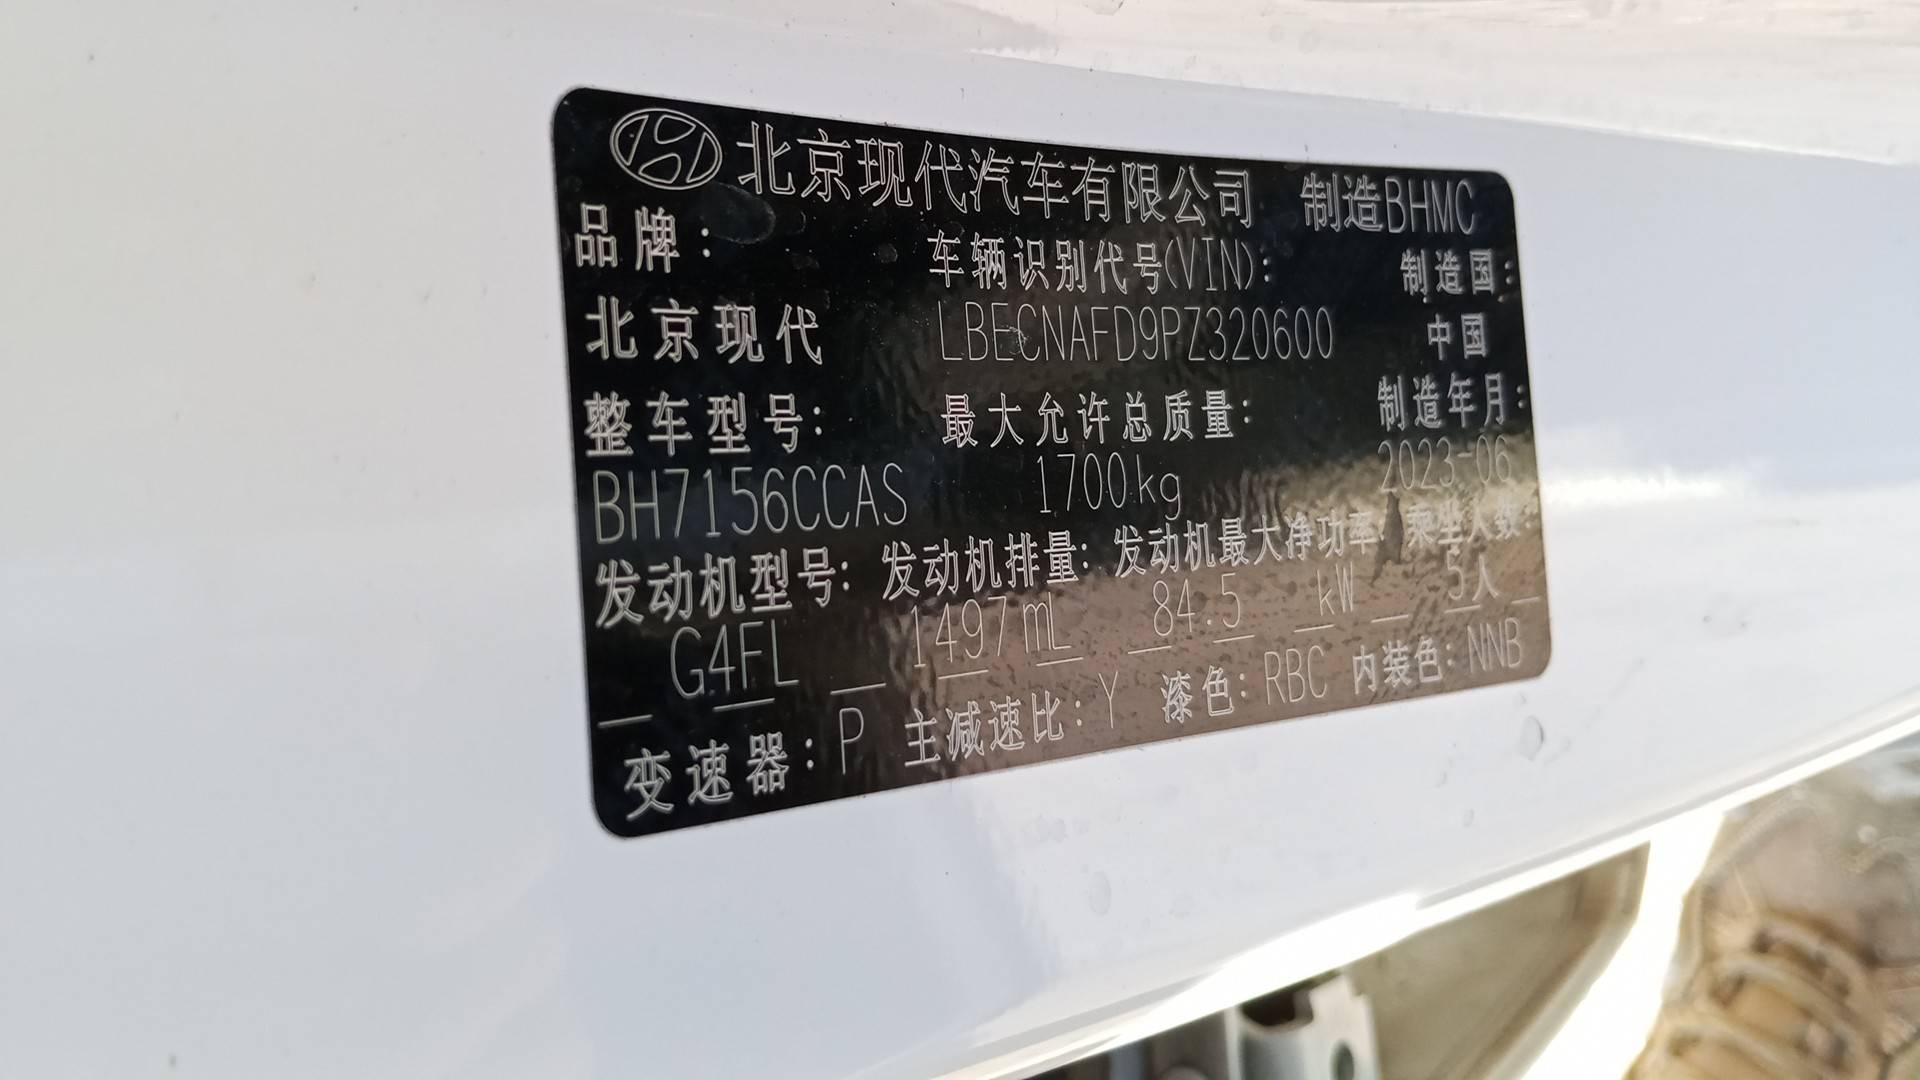 北京现代汽车有限公司 制造BHMC
品牌： 车辆识别代号(VIN)： 制造国：
北京现代 LBECNAFD9PZ320600 中国
整车型号： 最大允许总质量： 制造年月：
BH7156CCAS 1700kg 2023-06
发动机型号： 发动机排量： 发动机最大净功率： 乘坐人数：
G4FL 1497mL 84.5 kW 5人
变速器：P 主减速比：Y 漆色：RBC 内装色：NNB